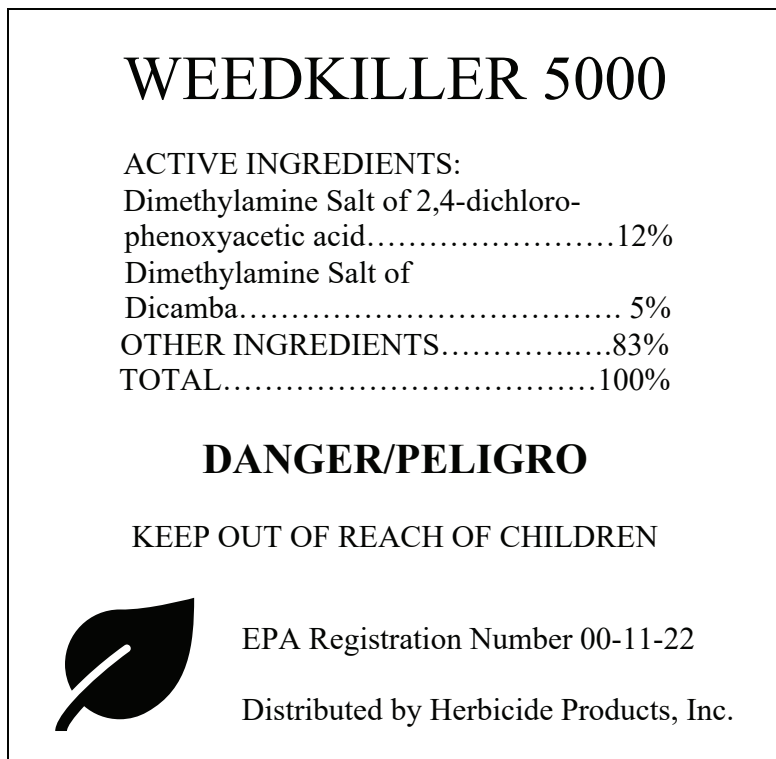 WEEDKILLER 5000
ACTIVE INGREDIENTS:
Dimethylamine Salt of 2,4-dichloro-
phenoxyacetic acid……………………12%
Dimethylamine Salt of
Dicamba………………………………. 5%
OTHER INGREDIENTS…………..….83%
TOTAL………………………………100%
DANGER/PELIGRO
KEEP OUT OF REACH OF CHILDREN
EPA Registration Number 00-11-22
Distributed by Herbicide Products, Inc.